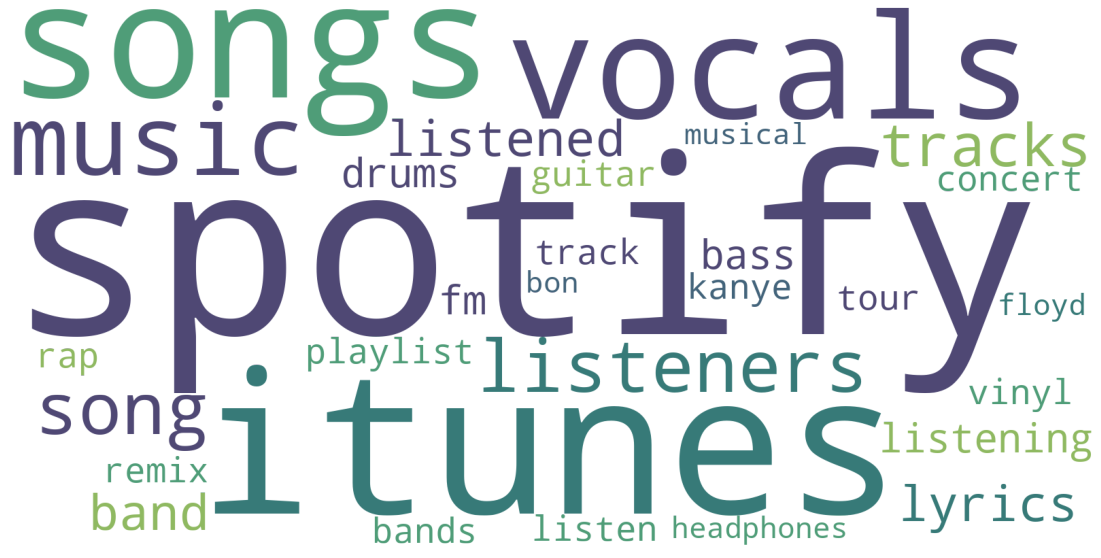 songs
vocals
music
listened
musical
tracks
drums
guitar
concert
spotify
track
bass
bon
kanye
fm
tour
floyd
rap
playlist
listeners
song
itunes
vinyl
listening
remix
band
lyrics
bands
listen
headphones